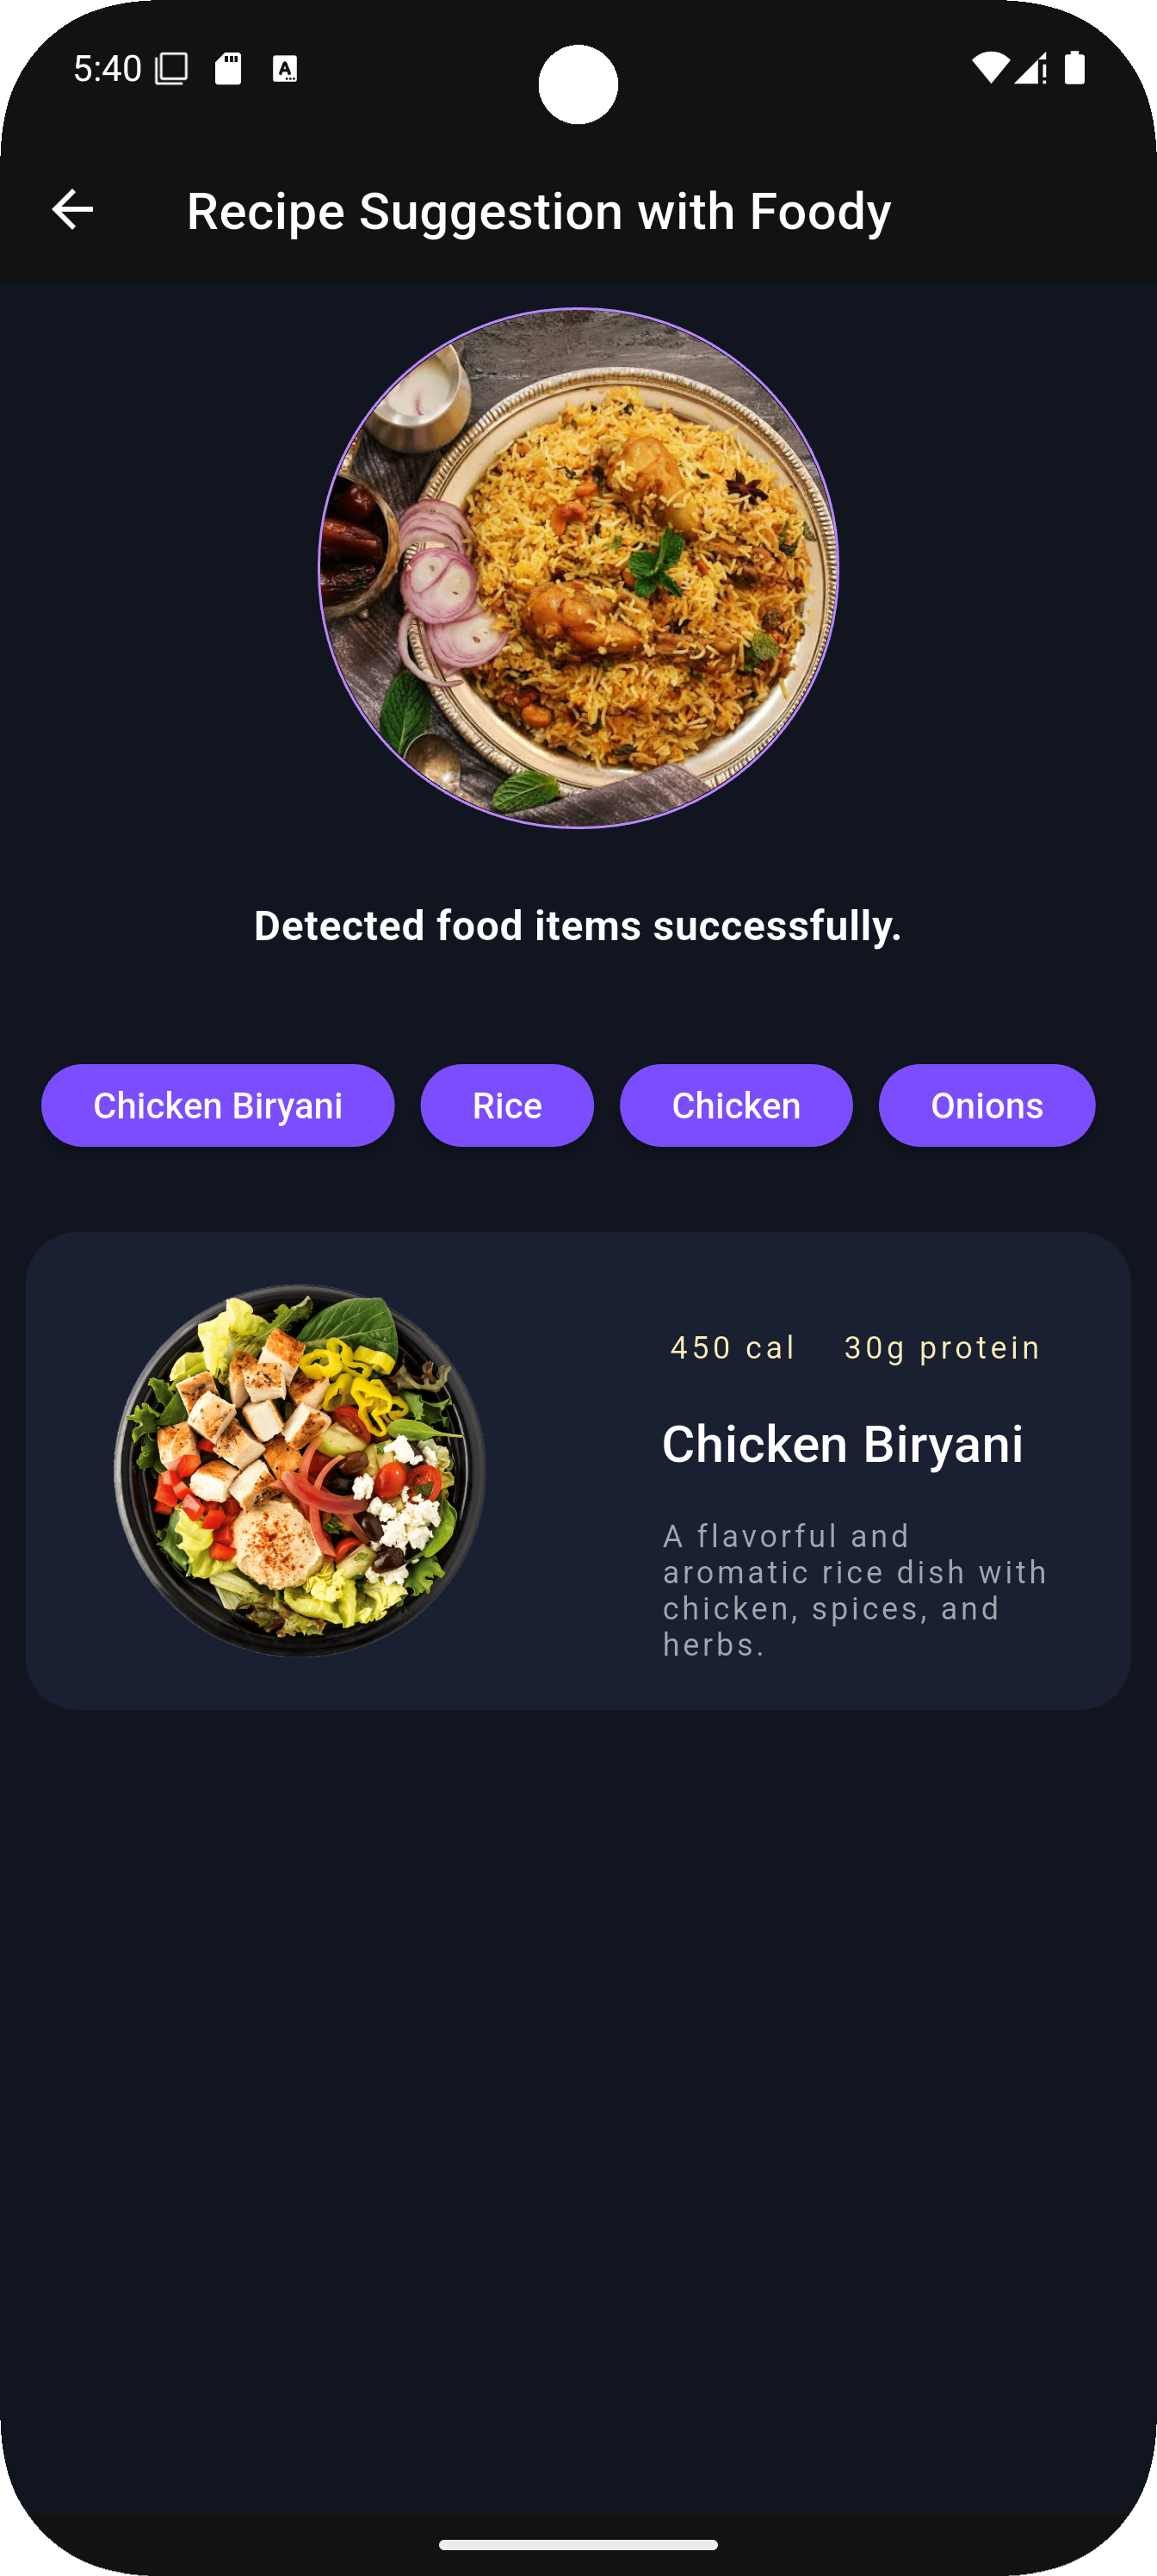 5:40
Recipe Suggestion with Foody
Detected food items successfully.
Chicken Biryani Rice Chicken Onions
450 cal 30g protein
Chicken Biryani
A flavorful and
aromatic rice dish with
chicken, spices, and
herbs.